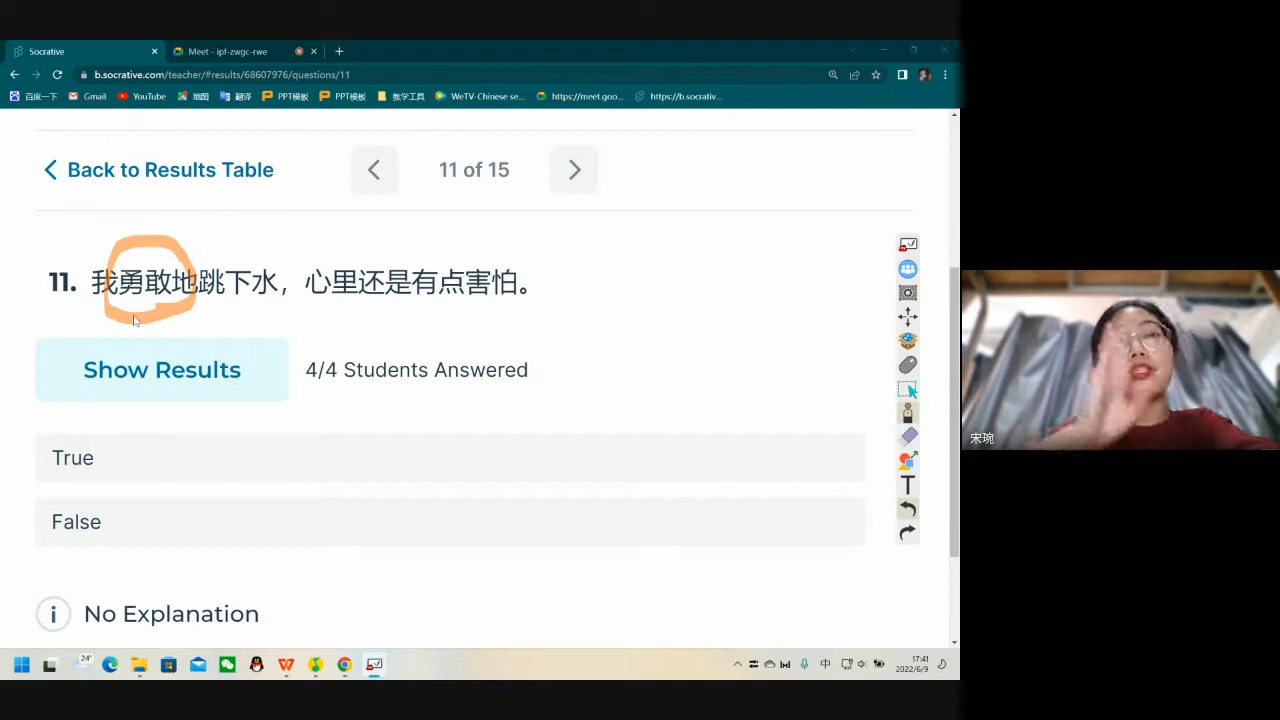 Socrative
Meet - ipf-zwgc-rwe
b.socrative.com/teacher/#results/68607976/questions/11
百度一下 Gmail YouTube 地图 翻译 PPT模板 PPT模板 教学工具 WeTV-Chinese se... https://meet.goo... https://b.socrativ...
Back to Results Table
11 of 15
11. 我勇敢地跳下水，心里还是有点害怕。
Show Results
4/4 Students Answered
True
False
i No Explanation
宋琬
T
24°
中
17:41
2022/6/9